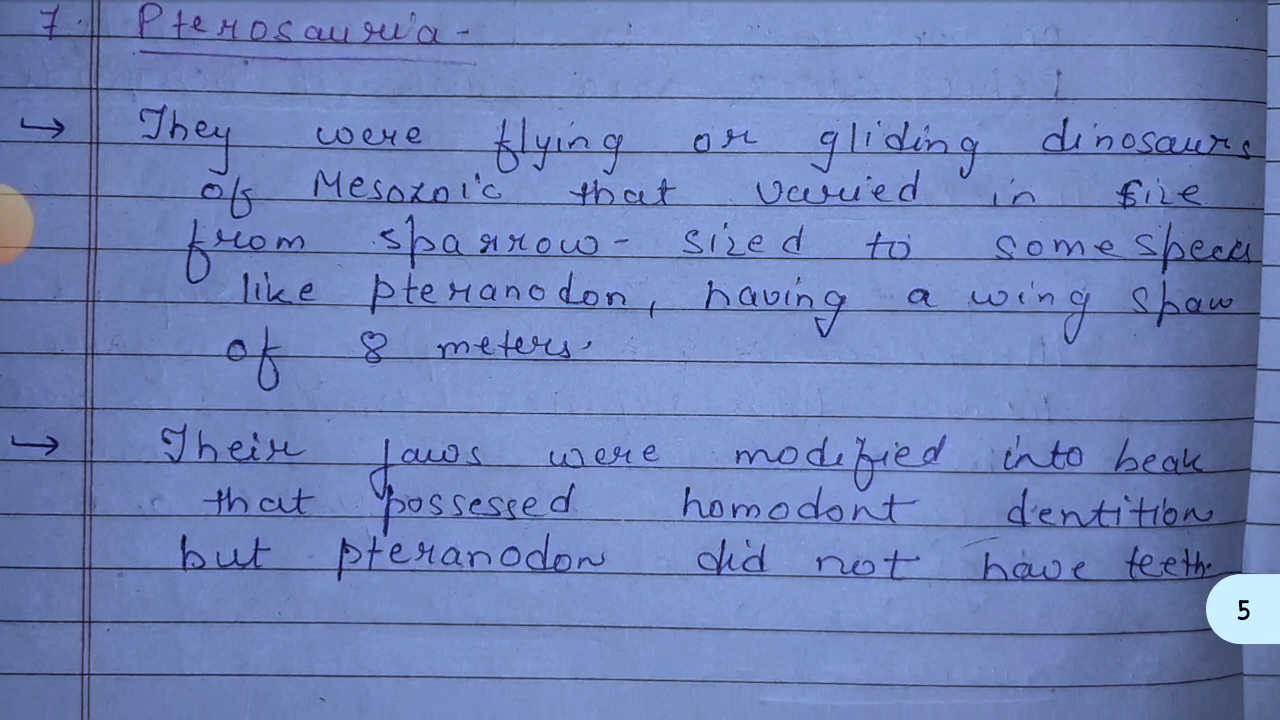 7. Pterosauria -
→ They were flying or gliding dinosaurs
of Mesozoic that varied in size
from sparrow - sized to some species
like pteranodon, having a wing span
of 8 meters.
→ Their jaws were modified into beak
that possessed homodont dentition
but pteranodon did not have teeth.
5